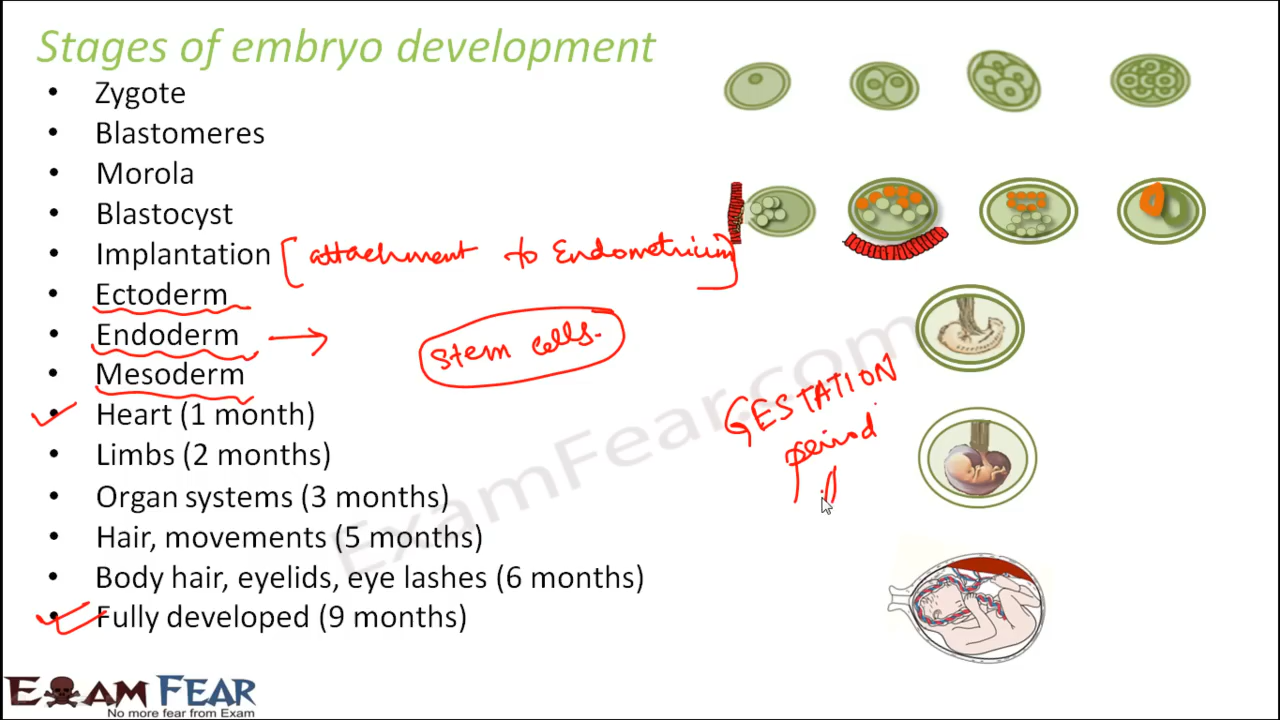 Stages of embryo development
• Zygote
• Blastomeres
• Morola
• Blastocyst
• Implantation [attachment to Endometrium]
• Ectoderm
• Endoderm →
stem cells.
• Mesoderm
• Heart (1 month)
• Limbs (2 months)
• Organ systems (3 months)
• Hair, movements (5 months)
• Body hair, eyelids, eye lashes (6 months)
• Fully developed (9 months)
GESTATION
period
ExamFear.com
EXAM FEAR
No more fear from Exam